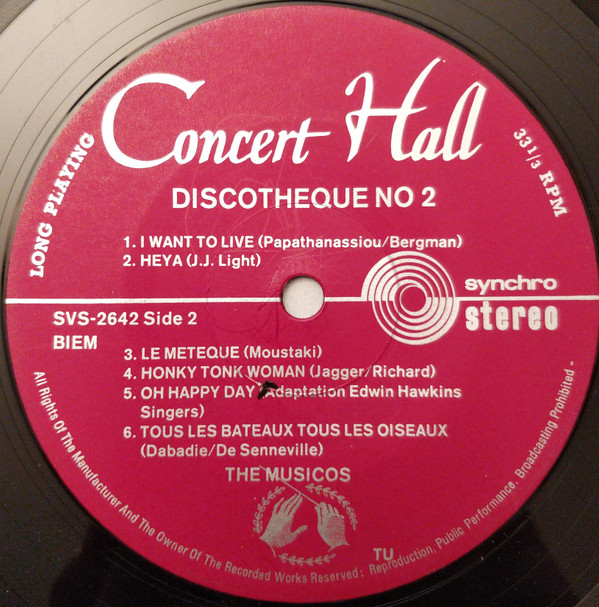 Concert Hall
LONG PLAYING
33 1/3 RPM
DISCOTHEQUE NO 2
1. I WANT TO LIVE (Papathanassiou/Bergman)
2. HEYA (J.J. Light)
synchro
stereo
SVS-2642 Side 2
BIEM
3. LE METEQUE (Moustaki)
4. HONKY TONK WOMAN (Jagger/Richard)
5. OH HAPPY DAY (Adaptation Edwin Hawkins
Singers)
6. TOUS LES BATEAUX TOUS LES OISEAUX
(Dabadie/De Senneville)
THE MUSICOS
TU
All Rights Of The Manufacturer And The Owner Of The Recorded Works Reserved: Reproduction, Public Performance, Broadcasting Prohibited -